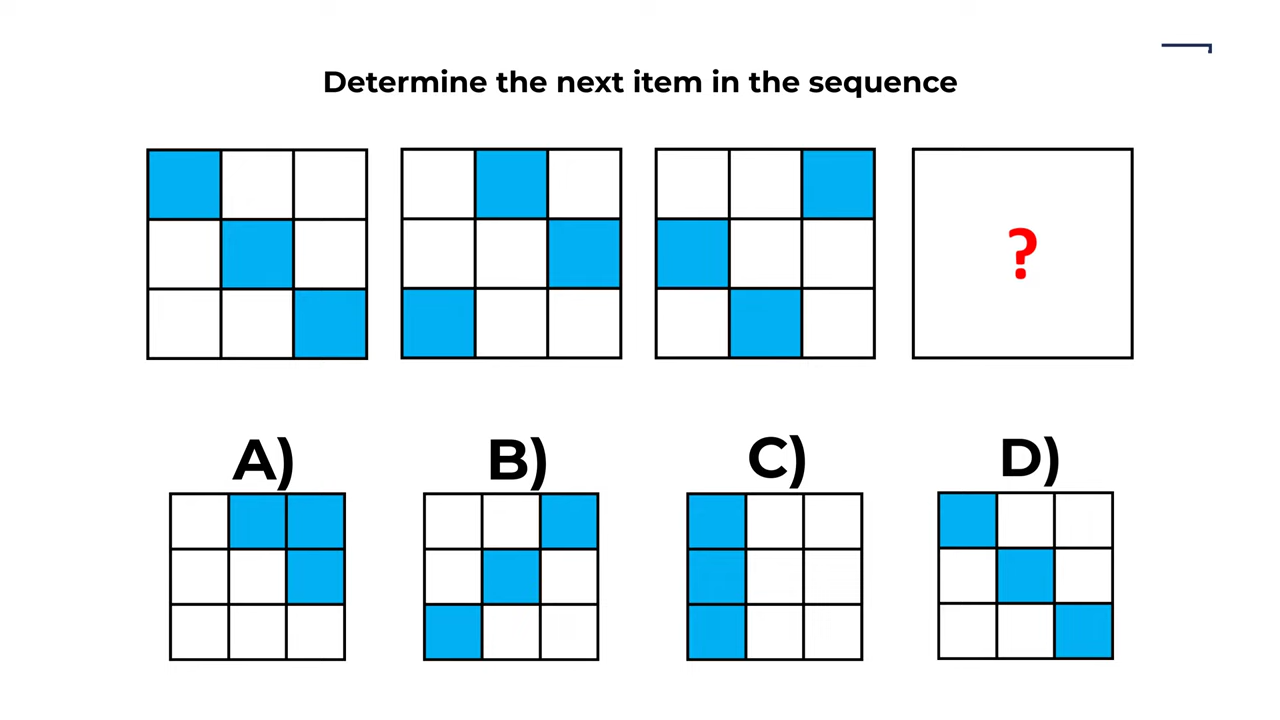 Determine the next item in the sequence
?
A) B) C) D)